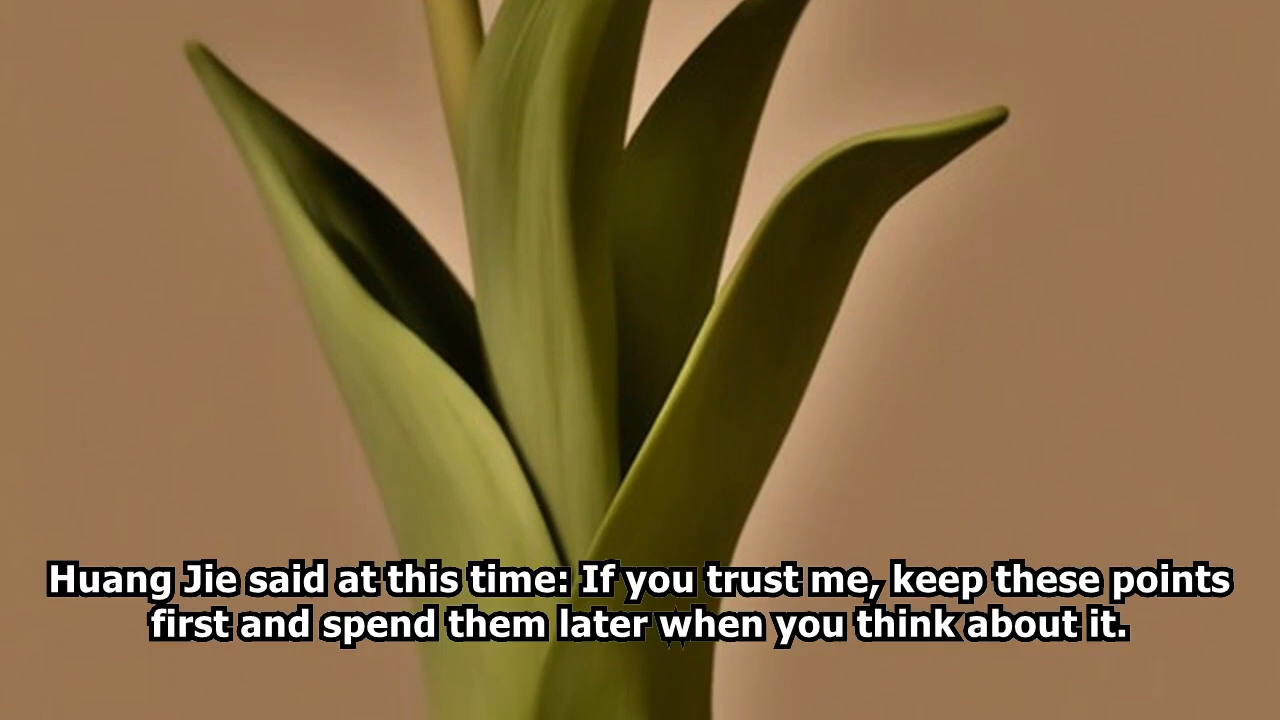 Huang Jie said at this time: If you trust me, keep these points
first and spend them later when you think about it.